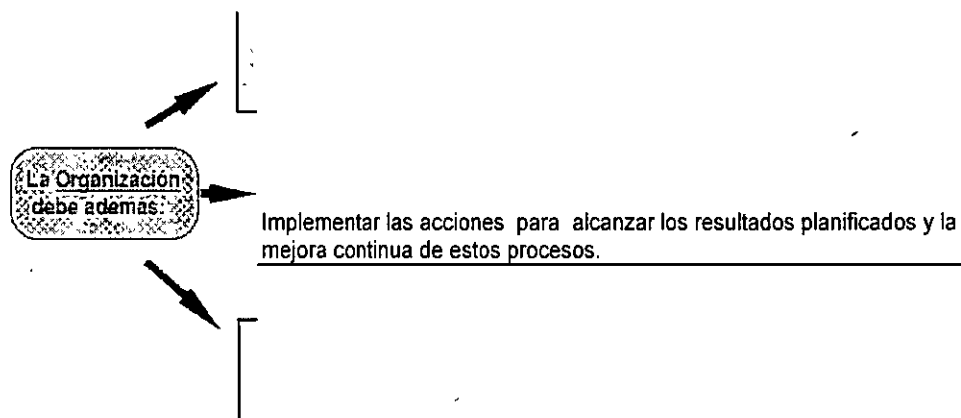 La Organización
debe además:
Implementar las acciones para alcanzar los resultados planificados y la
mejora continua de estos procesos.